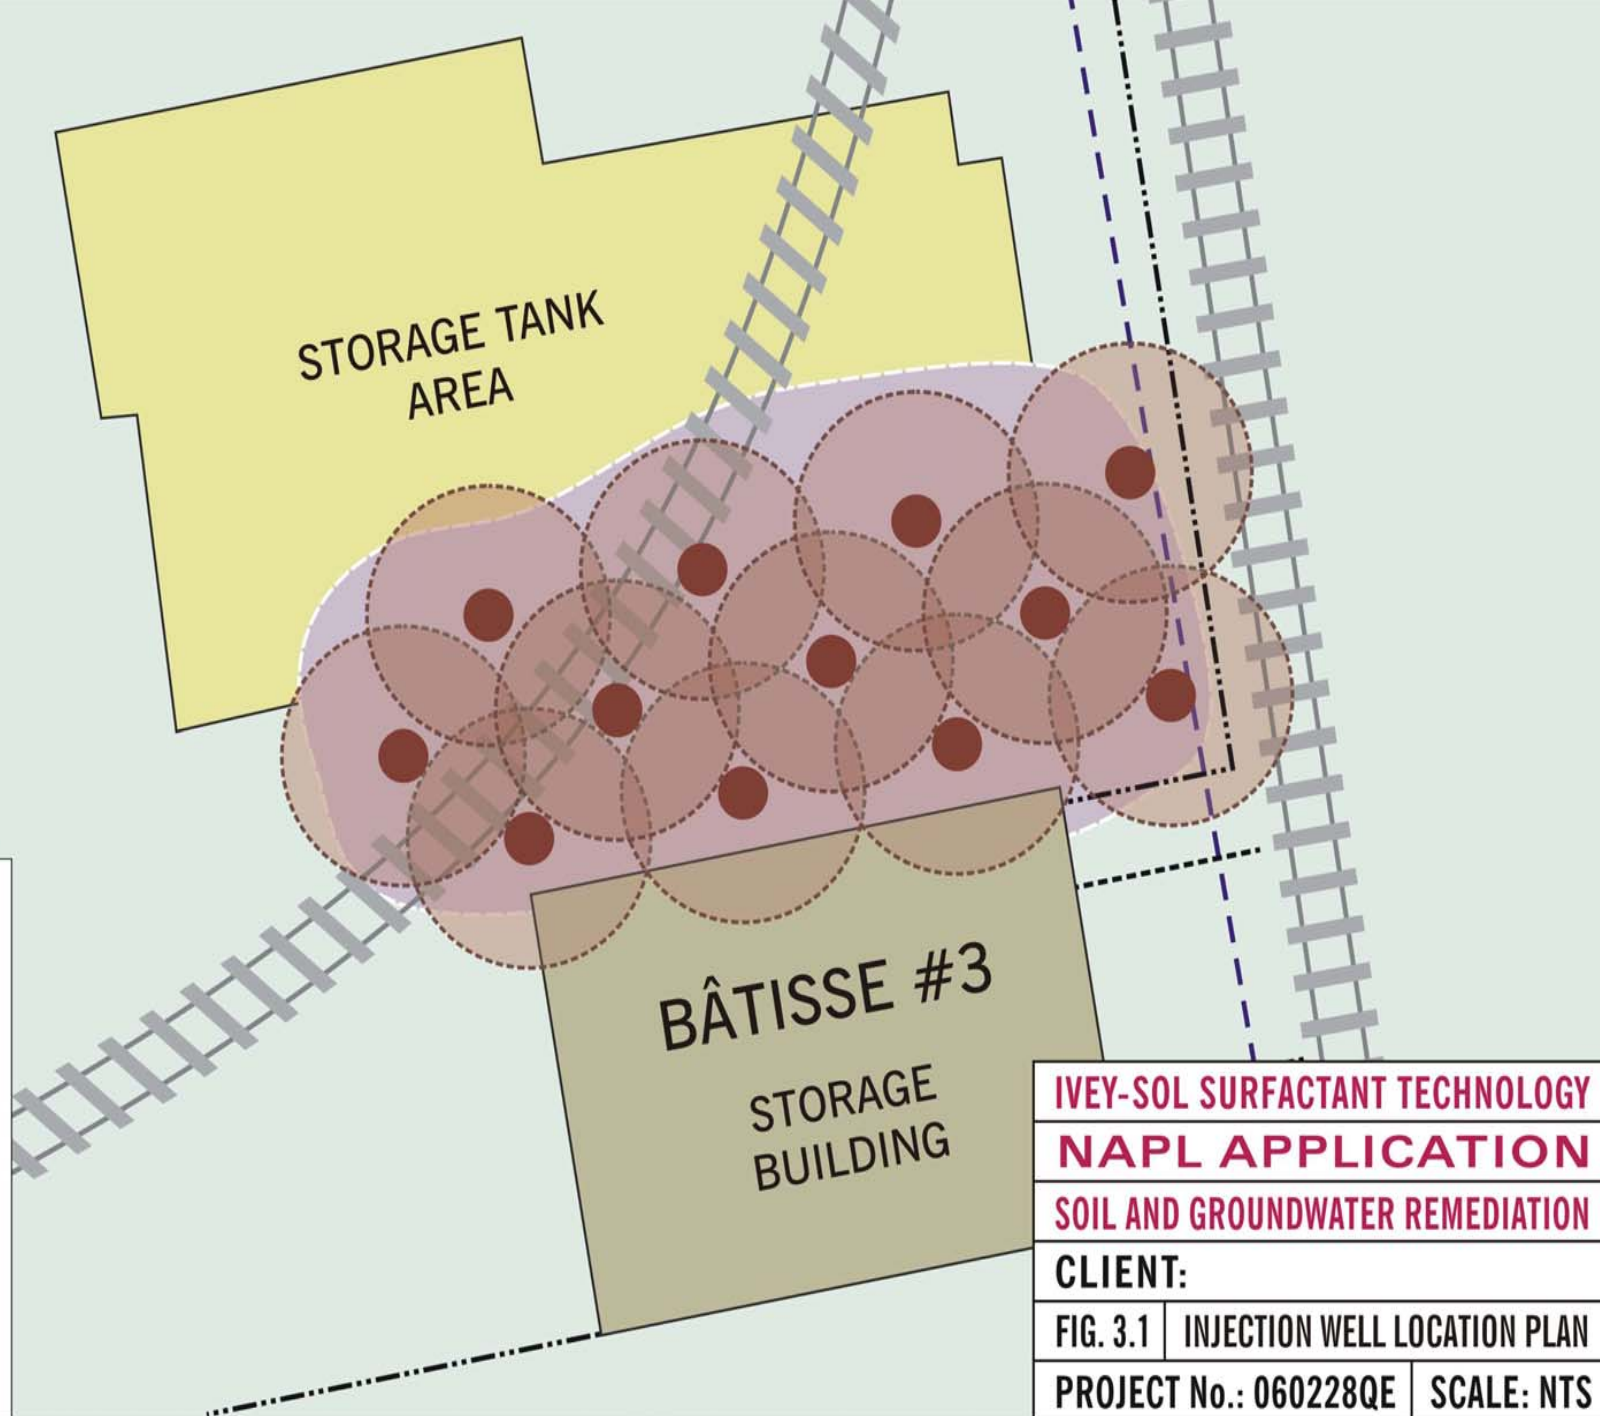 STORAGE TANK
AREA
BÂTISSE #3
STORAGE
BUILDING
IVEY-SOL SURFACTANT TECHNOLOGY
NAPL APPLICATION
SOIL AND GROUNDWATER REMEDIATION
CLIENT:
FIG. 3.1 INJECTION WELL LOCATION PLAN
PROJECT No.: 060228QE SCALE: NTS